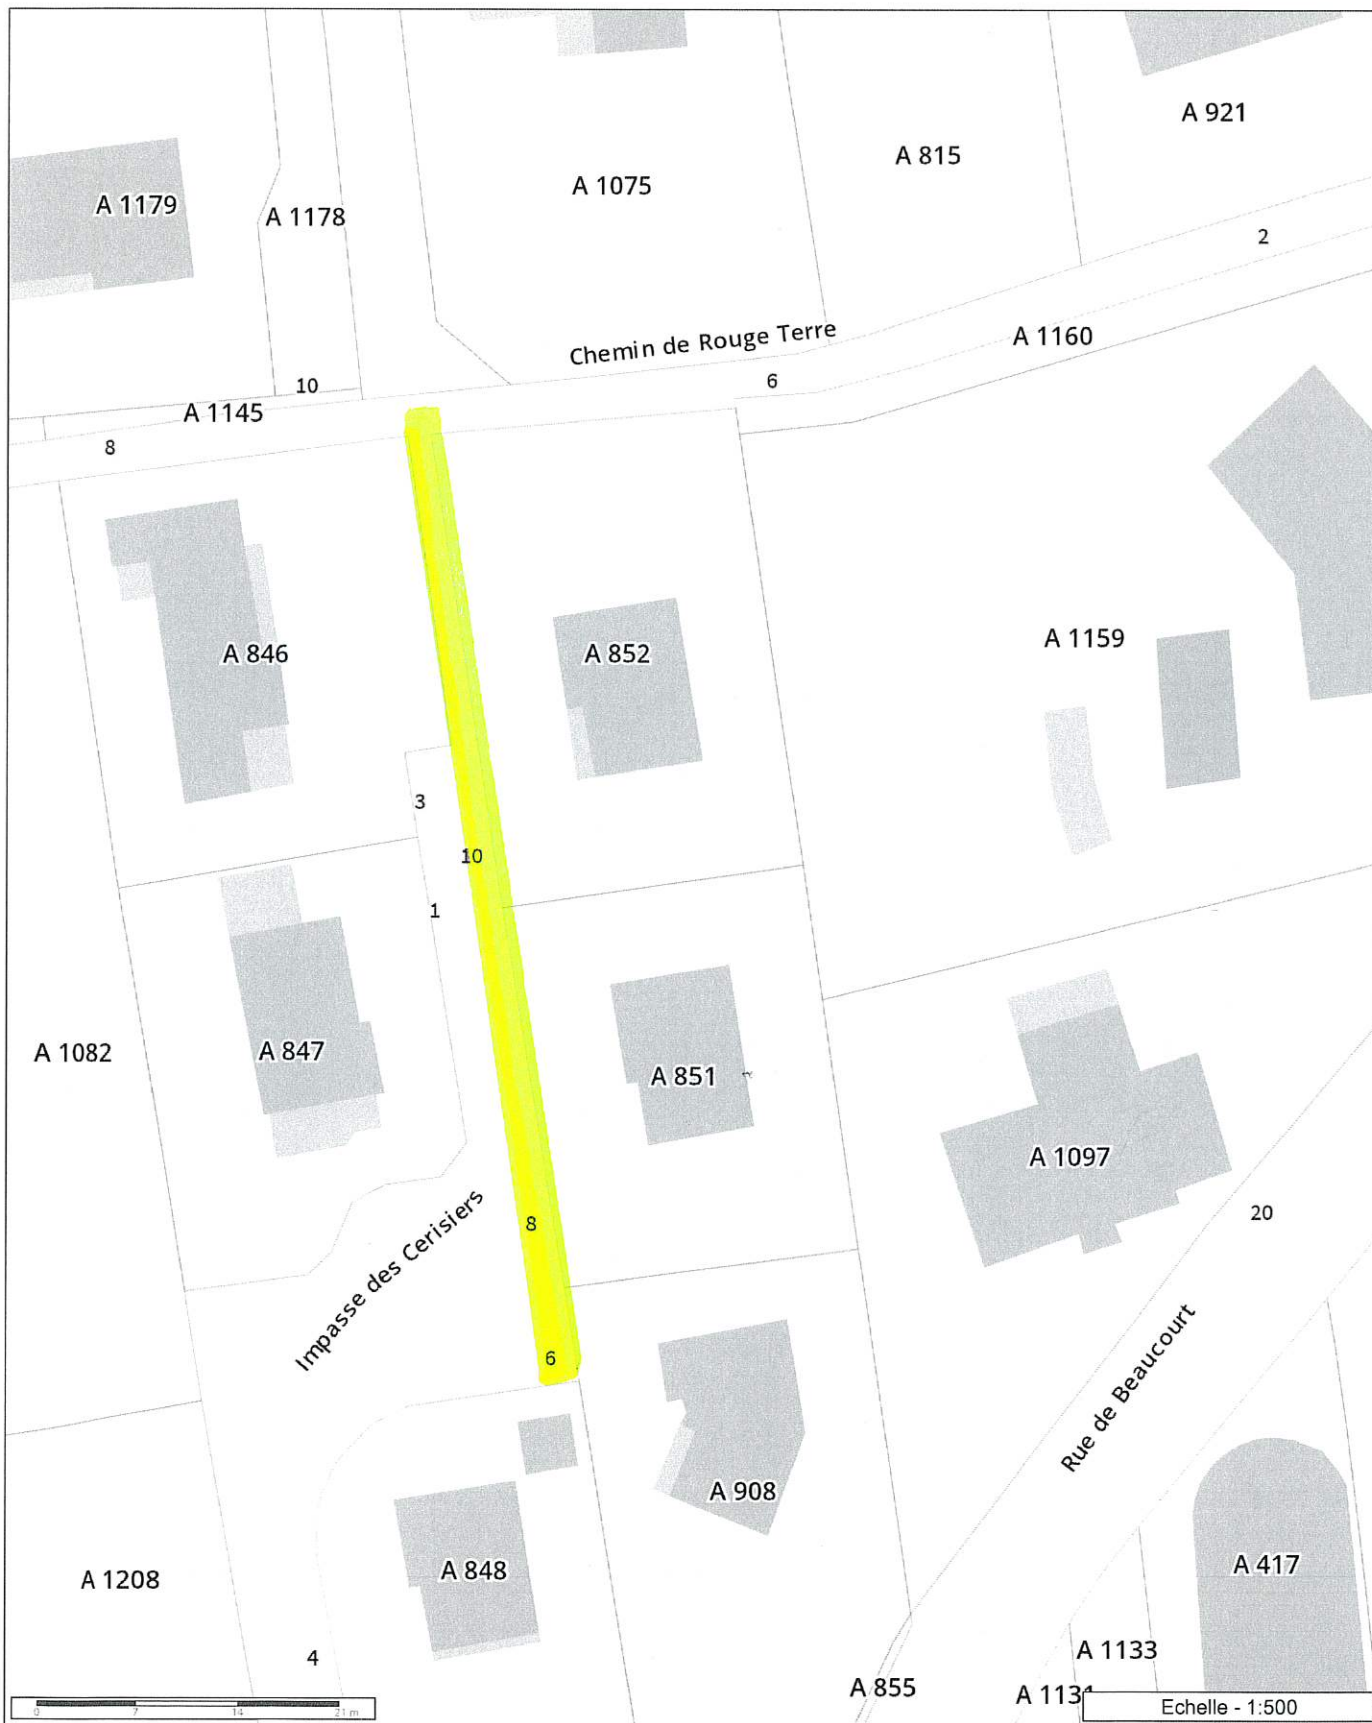 A 921
A 815
A 1075
A 1179
A 1178
2
Chemin de Rouge Terre
A 1160
6
10
A 1145
8
A 846
A 852
A 1159
3
10
1
A 1082
A 847
A 851
A 1097
20
8
Impasse des Cerisiers
6
Rue de Beaucourt
A 908
A 848
A 417
A 1208
4
A 1133
A 855
A 1131
0 7 14 21 m
Echelle - 1:500